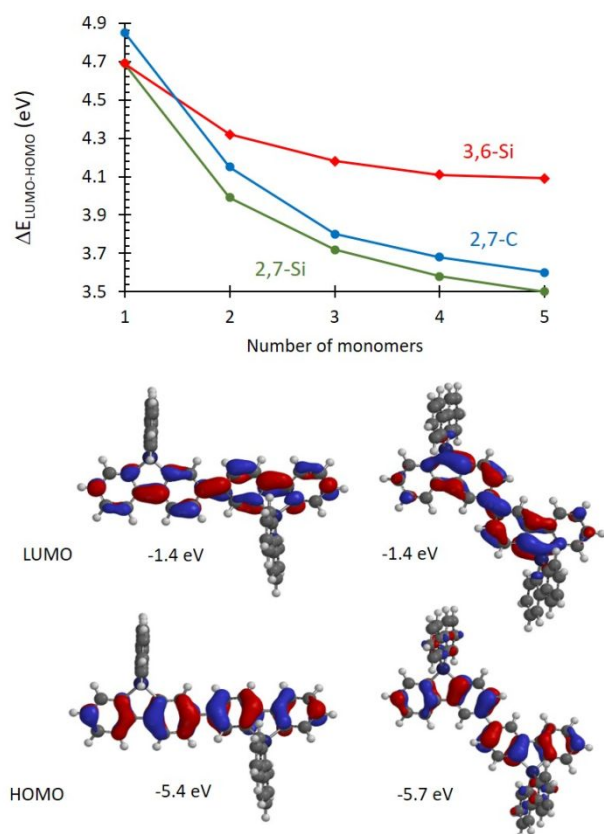 4.9
4.7
4.5
4.3
4.1
3.9
3.7
3.5
ΔE LUMO-HOMO (eV)
3,6-Si
2,7-C
2,7-Si
1 2 3 4 5
Number of monomers
LUMO -1.4 eV -1.4 eV
HOMO -5.4 eV -5.7 eV